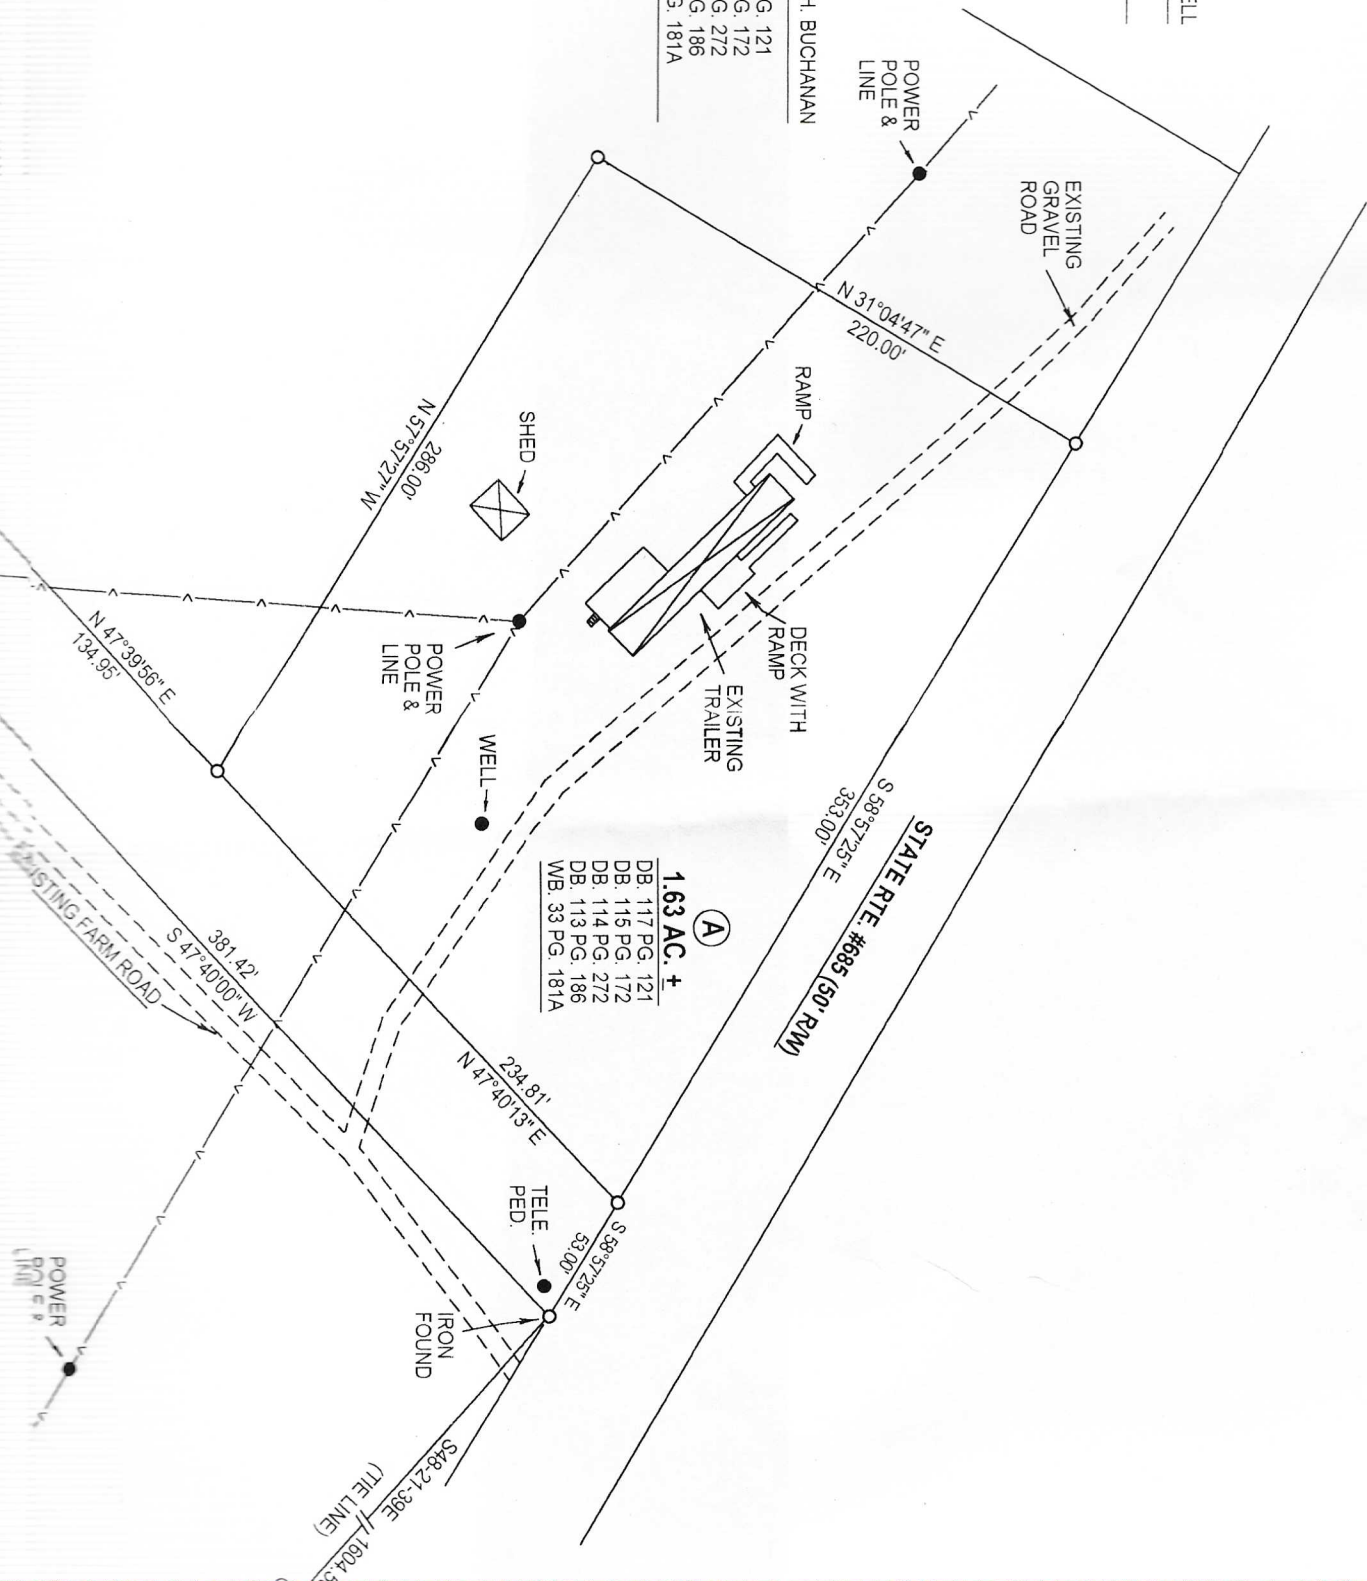 ELL
H. BUCHANAN
G. 121
G. 172
G. 272
G. 186
G. 181A
POWER
POLE &
LINE
EXISTING
GRAVEL
ROAD
N 31°04'47" E
220.00'
RAMP
SHED
286.00'
N 57°57'27" W
DECK WITH
RAMP
EXISTING
TRAILER
POWER
POLE &
LINE
WELL
N 47°39'56" E
134.95'
S 58°57'25" E
353.00'
STATE RTE. #685 (50' R/W)
A
1.63 AC. ±
DB. 117 PG. 121
DB. 115 PG. 172
DB. 114 PG. 272
DB. 113 PG. 186
WB. 33 PG. 181A
EXISTING FARM ROAD
381.42'
S 47°40'00" W
234.81'
N 47°40'13" E
TELE.
PED.
S 58°57'25" E
53.00'
IRON
FOUND
POWER
POLE &
LINE
S48-21-39E
(TIE LINE)
1604.5